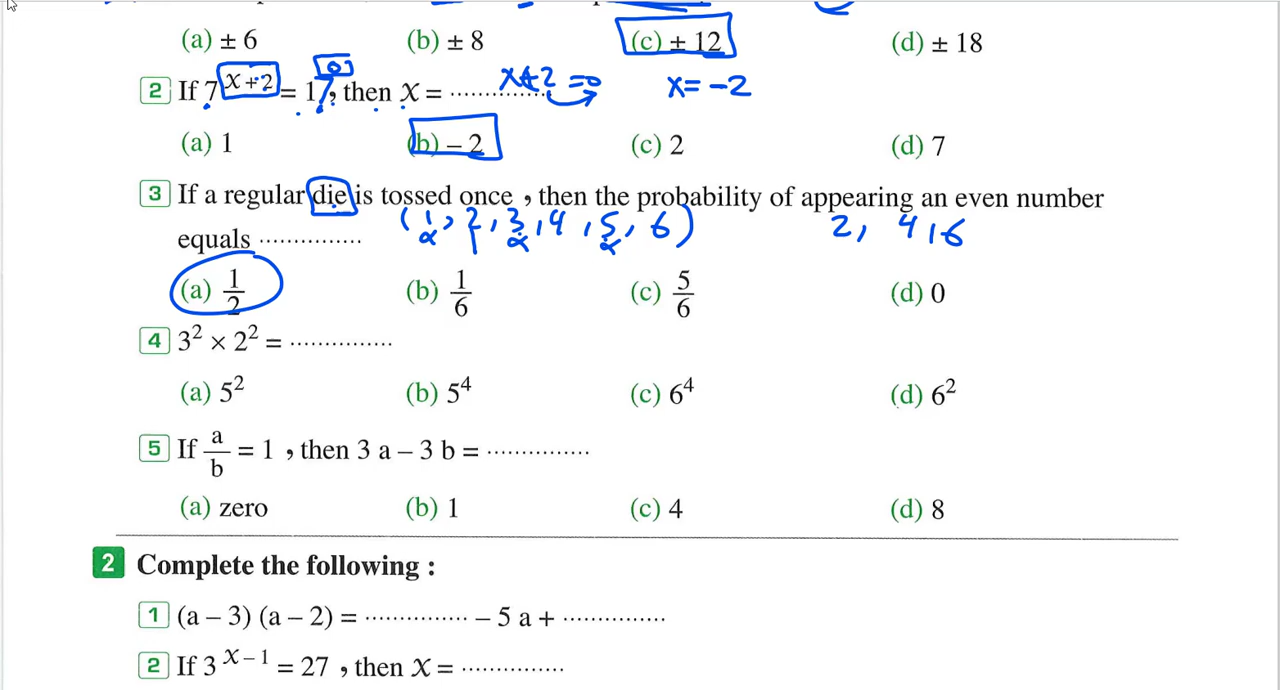 (a) ± 6 (b) ± 8 (c) ± 12 (d) ± 18
2 If 7^(x+2) = 1 7^0, then x = .............. x+2 = 0 x = -2
(a) 1 (b) – 2 (c) 2 (d) 7
3 If a regular die is tossed once, then the probability of appearing an even number
equals ...............
(1, 2, 3, 4, 5, 6) 2, 4, 6
(a) 1/2 (b) 1/6 (c) 5/6 (d) 0
4 3² × 2² = ...............
(a) 5² (b) 5⁴ (c) 6⁴ (d) 6²
5 If a/b = 1, then 3 a – 3 b = ...............
(a) zero (b) 1 (c) 4 (d) 8
2 Complete the following :
1 (a – 3) (a – 2) = ............... – 5 a + ...............
2 If 3^(x – 1) = 27, then x = ...............